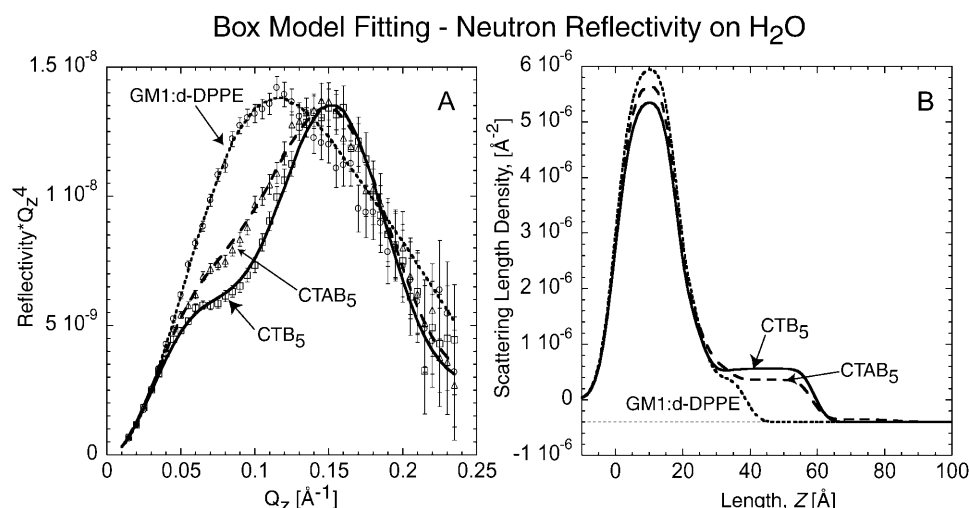 Box Model Fitting - Neutron Reflectivity on H₂O
A
1.5 10⁻⁸
1 10⁻⁸
5 10⁻⁹
0
Reflectivity*Q_Z⁴
GM1:d-DPPE
CTAB₅
CTB₅
0 0.05 0.1 0.15 0.2 0.25
Q_Z [Å⁻¹]
B
6 10⁻⁶
5 10⁻⁶
4 10⁻⁶
3 10⁻⁶
2 10⁻⁶
1 10⁻⁶
0
-1 10⁻⁶
Scattering Length Density, [Å⁻²]
CTB₅
CTAB₅
GM1:d-DPPE
0 20 40 60 80 100
Length, Z [Å]